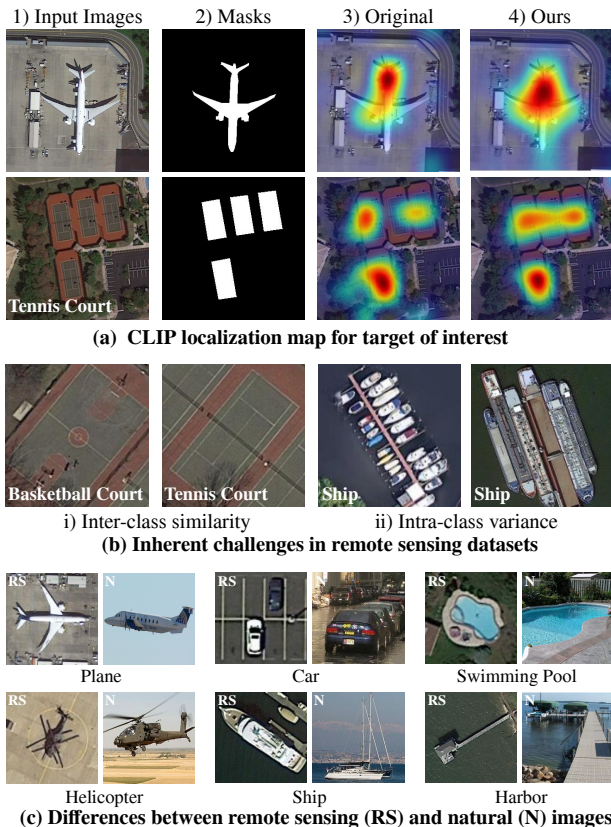 1) Input Images 2) Masks 3) Original 4) Ours
Tennis Court
(a) CLIP localization map for target of interest
Basketball Court Tennis Court Ship Ship
i) Inter-class similarity ii) Intra-class variance
(b) Inherent challenges in remote sensing datasets
RS N RS N RS N
Plane Car Swimming Pool
RS N RS N RS N
Helicopter Ship Harbor
(c) Differences between remote sensing (RS) and natural (N) images